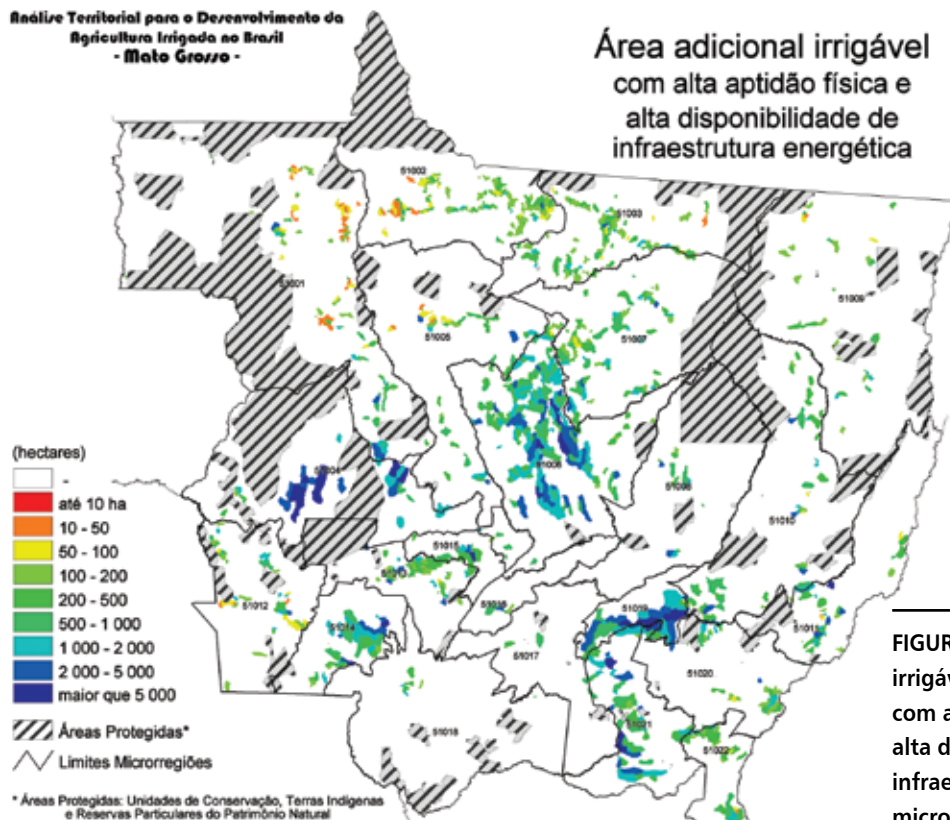 Análise Territorial para o Desenvolvimento da
Agricultura Irrigada no Brasil
- Mato Grosso -
Área adicional irrigável
com alta aptidão física e
alta disponibilidade de
infraestrutura energética
51002
51003
51001
51009
51005
51007
51006
51008
51010
51015
51012
51014
51016
51017
51019
51011
51020
51021
51018
51022
(hectares)
-
até 10 ha
10 - 50
50 - 100
100 - 200
200 - 500
500 - 1 000
1 000 - 2 000
2 000 - 5 000
maior que 5 000
Áreas Protegidas*
Limites Microrregiões
* Áreas Protegidas: Unidades de Conservação, Terras Indígenas
e Reservas Particulares do Patrimônio Natural
FIGUR
irrigáv
com a
alta d
infrae
micro